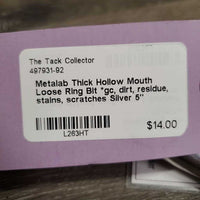 The Tack Collector
497931-92
Metalab Thick Hollow Mouth
Loose Ring Bit *gc, dirt, residue,
stains, scratches Silver 5"
L263HT
$14.00